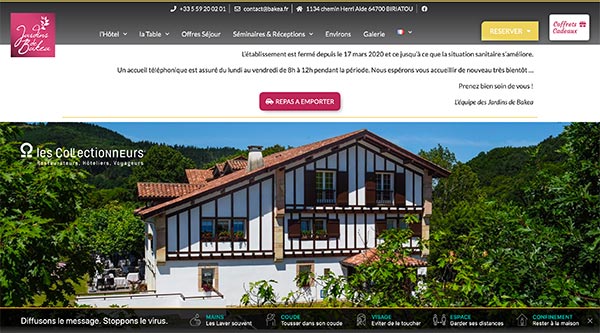 +33 5 59 20 02 01 contact@bakea.fr 1134 chemin Herri Alde 64700 BIRIATOU
Jardins de Bakea
l'Hôtel la Table Offres Séjour Séminaires & Réceptions Environs Galerie RESERVER
Coffrets Cadeaux
L'établissement est fermé depuis le 17 mars 2020 et ce jusqu'à ce que la situation sanitaire s'améliore.
Un accueil téléphonique est assuré du lundi au vendredi de 8h à 12h pendant la période. Nous espérons vous accueillir de nouveau très bientôt ...
Prenez bien soin de vous !
L'équipe des Jardins de Bakea
REPAS A EMPORTER
les Collectionneurs
Restaurateurs, Hôteliers, Voyageurs
Diffusons le message. Stoppons le virus.
MAINS
Les Laver souvent
COUDE
Tousser dans son coude
VISAGE
Eviter de le toucher
ESPACE
Garder ses distances
CONFINEMENT
Rester à la maison